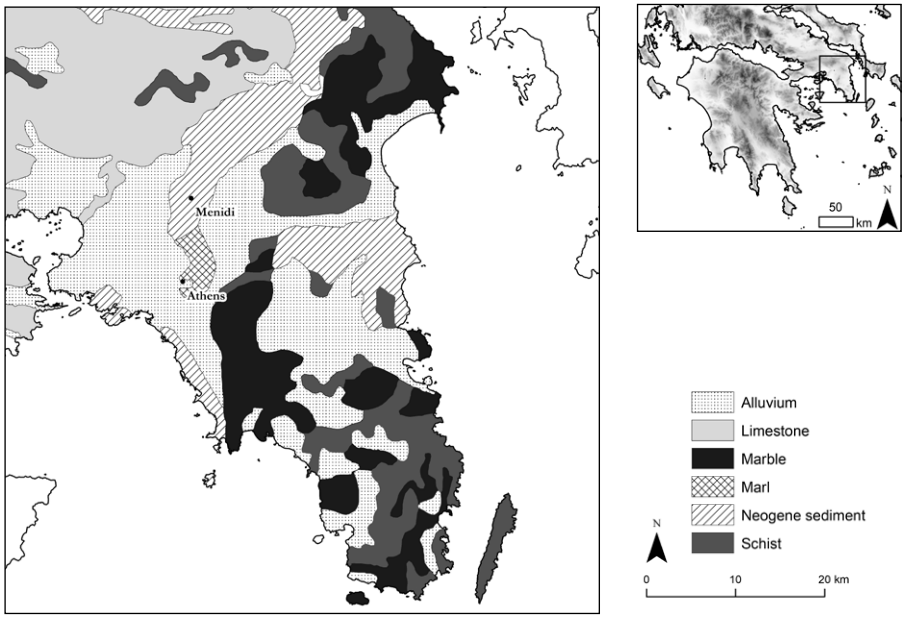 Menidi
Athens
N
50
km
Alluvium
Limestone
Marble
Marl
Neogene sediment
Schist
N
0 10 20 km